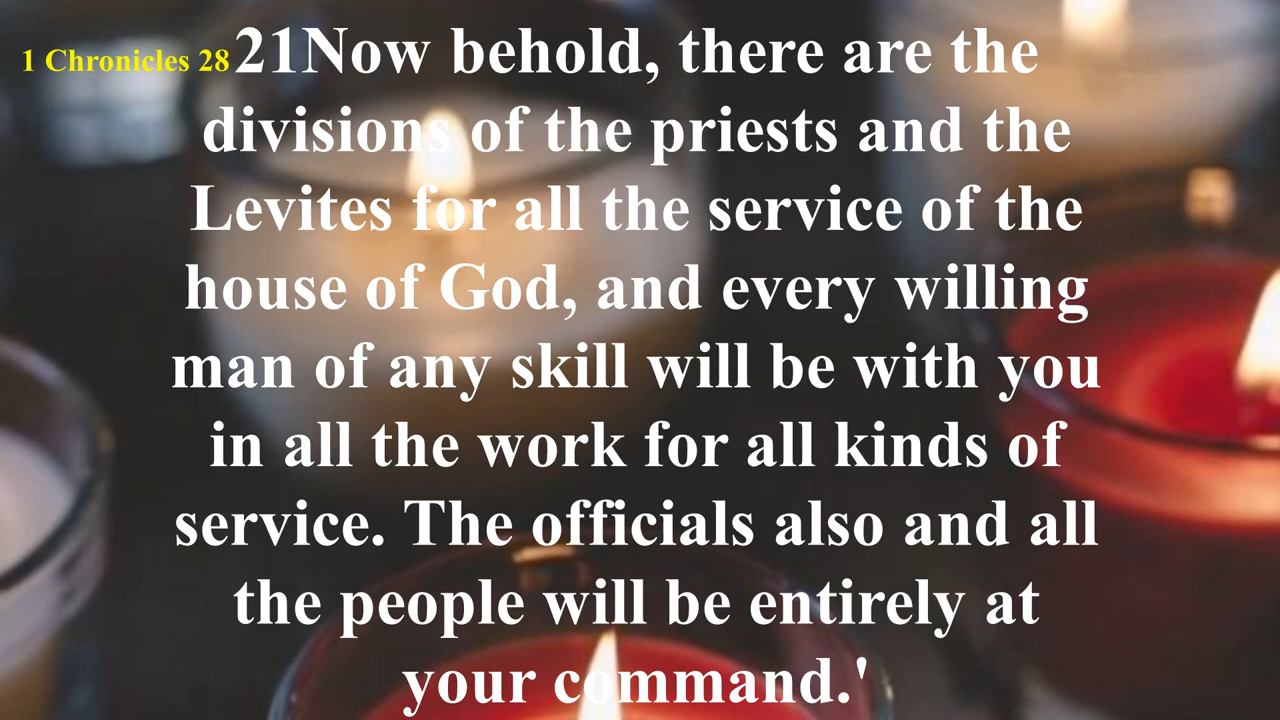 1 Chronicles 28 21Now behold, there are the
divisions of the priests and the
Levites for all the service of the
house of God, and every willing
man of any skill will be with you
in all the work for all kinds of
service. The officials also and all
the people will be entirely at
your command.'